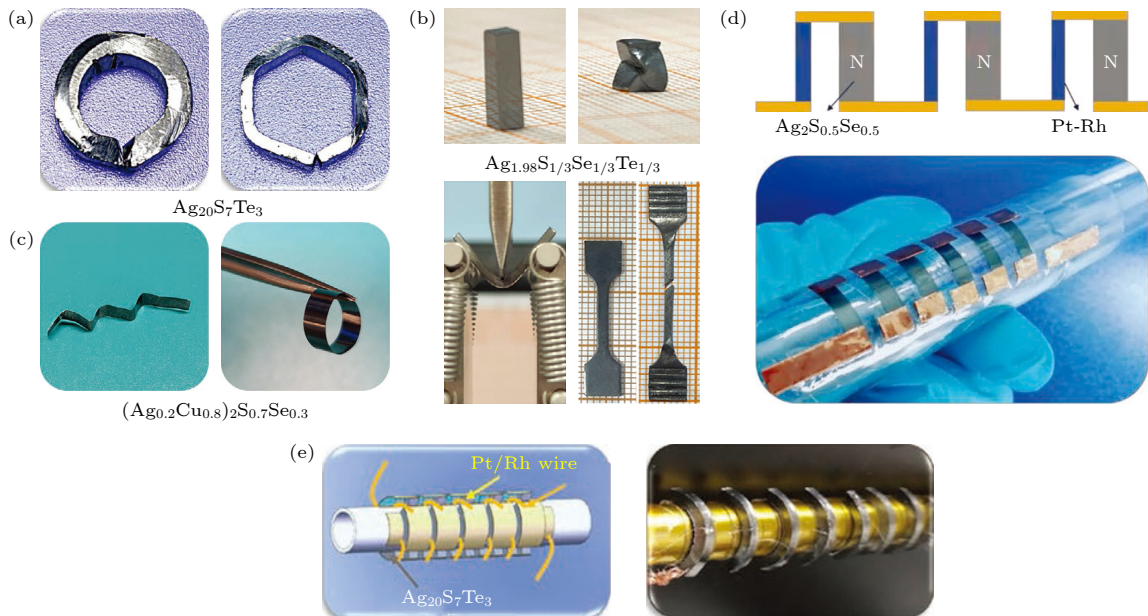 (a)
Ag₂₀S₇Te₃
(b)
Ag₁.₉₈S₁/₃Se₁/₃Te₁/₃
(c)
(Ag₀.₂Cu₀.₈)₂S₀.₇Se₀.₃
(d)
N N N
Ag₂S₀.₅Se₀.₅ Pt-Rh
(e)
Pt/Rh wire
Ag₂₀S₇Te₃